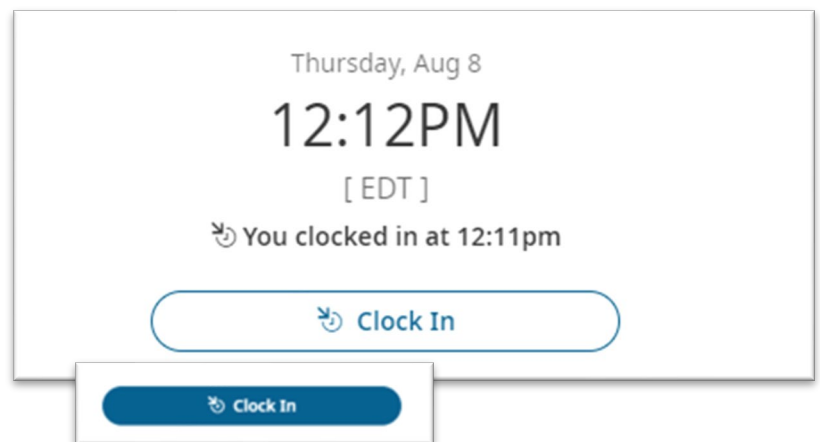 Thursday, Aug 8
12:12PM
[ EDT ]
You clocked in at 12:11pm
Clock In
Clock In